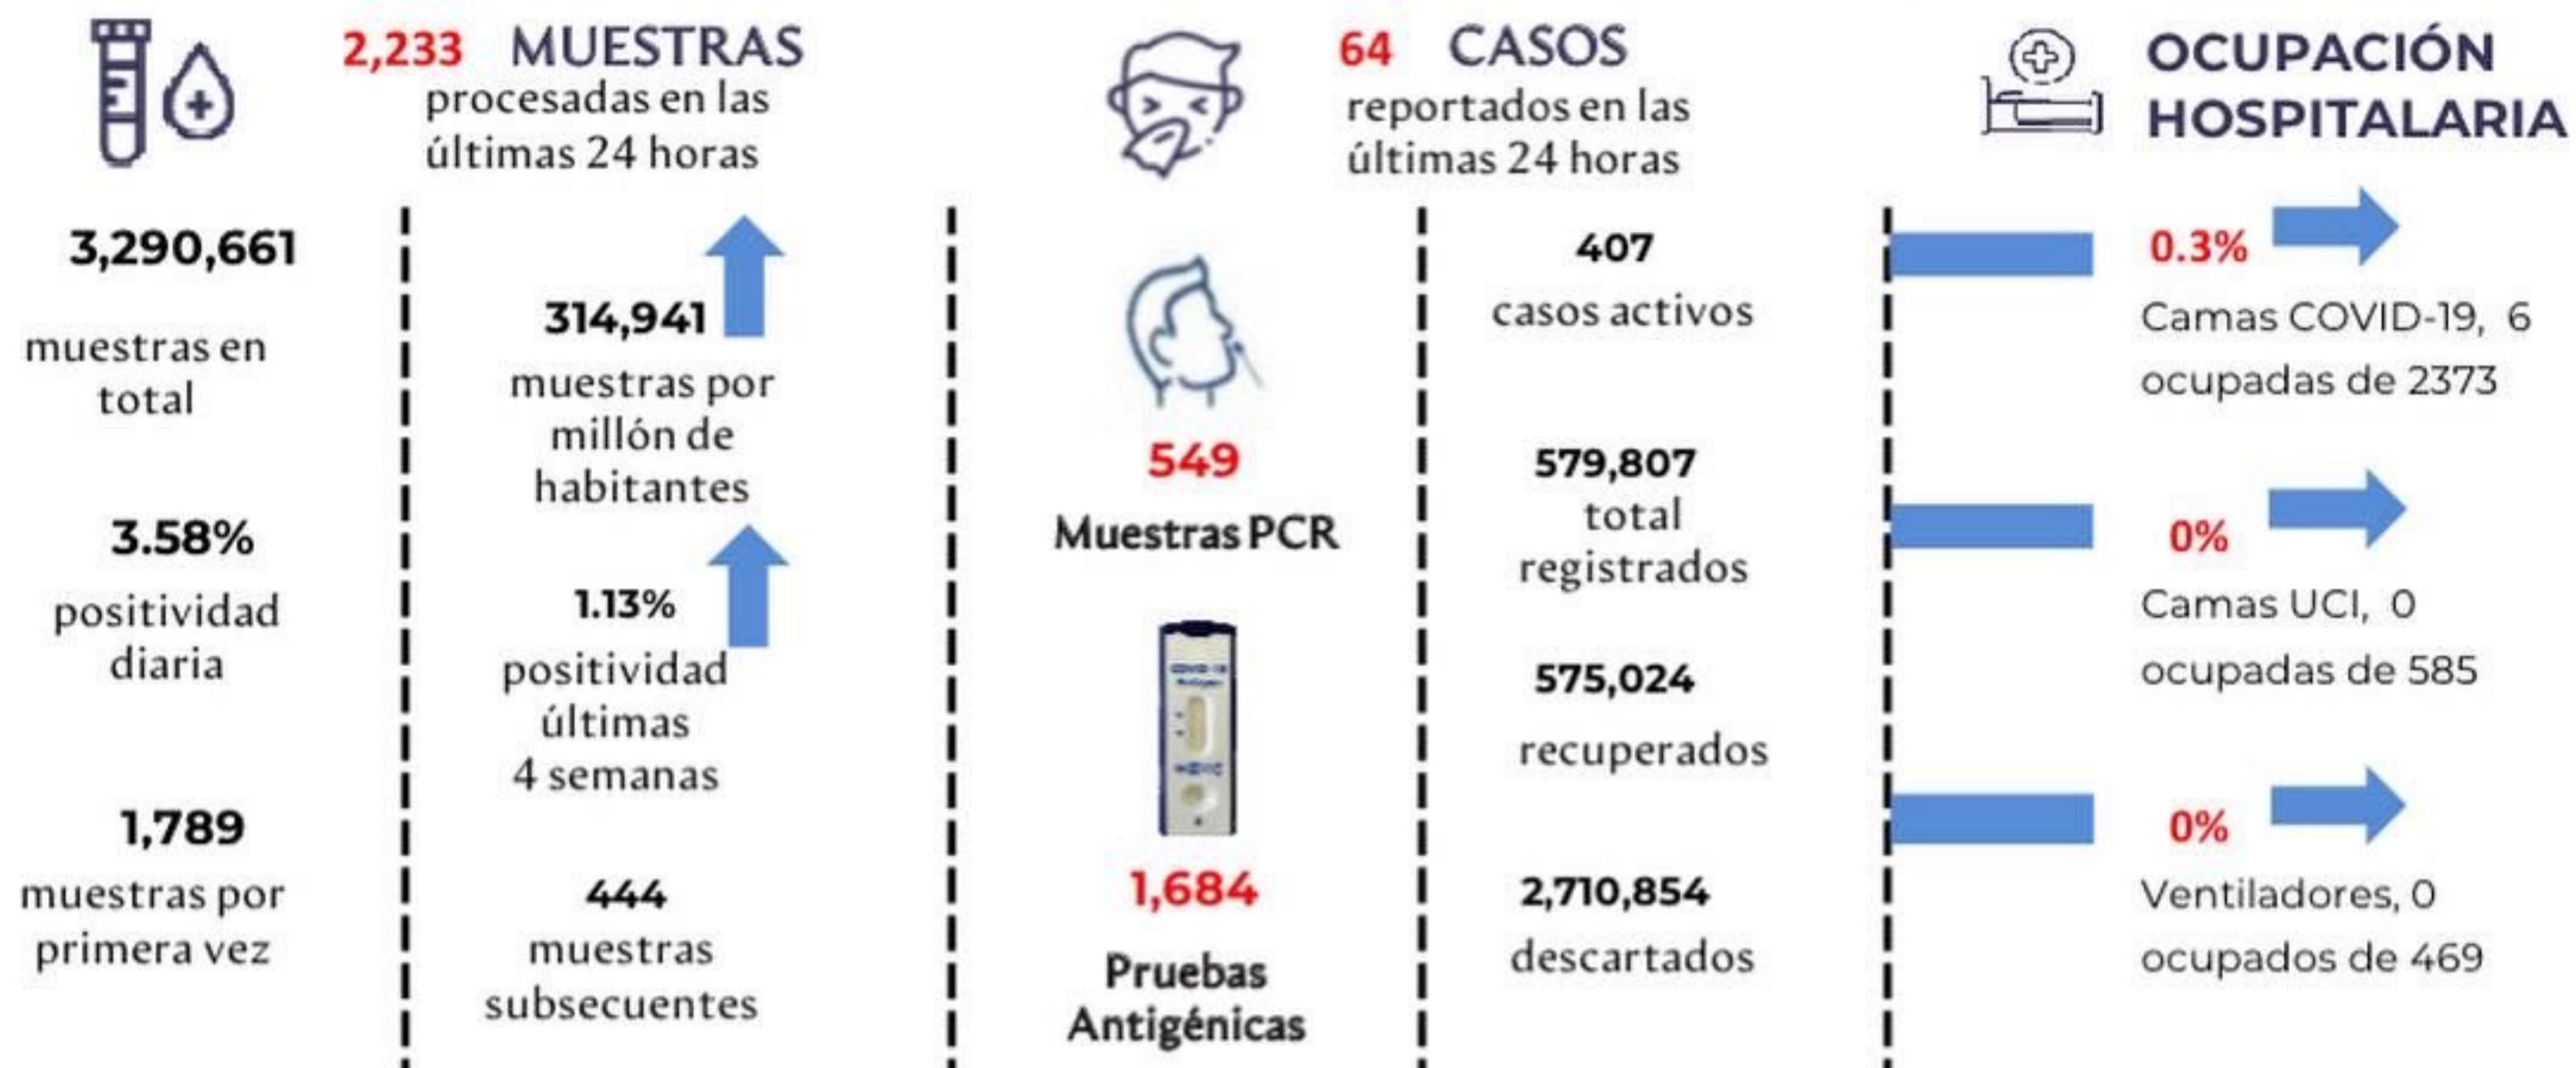 2,233 MUESTRAS
procesadas en las
últimas 24 horas
3,290,661
muestras en
total
3.58%
positividad
diaria
1,789
muestras por
primera vez
314,941
muestras por
millón de
habitantes
1.13%
positividad
últimas
4 semanas
444
muestras
subsecuentes
64 CASOS
reportados en las
últimas 24 horas
549
Muestras PCR
COVID-19
1,684
Pruebas
Antigénicas
407
casos activos
579,807
total
registrados
575,024
recuperados
2,710,854
descartados
OCUPACIÓN
HOSPITALARIA
0.3%
Camas COVID-19, 6
ocupadas de 2373
0%
Camas UCI, 0
ocupadas de 585
0%
Ventiladores, 0
ocupados de 469